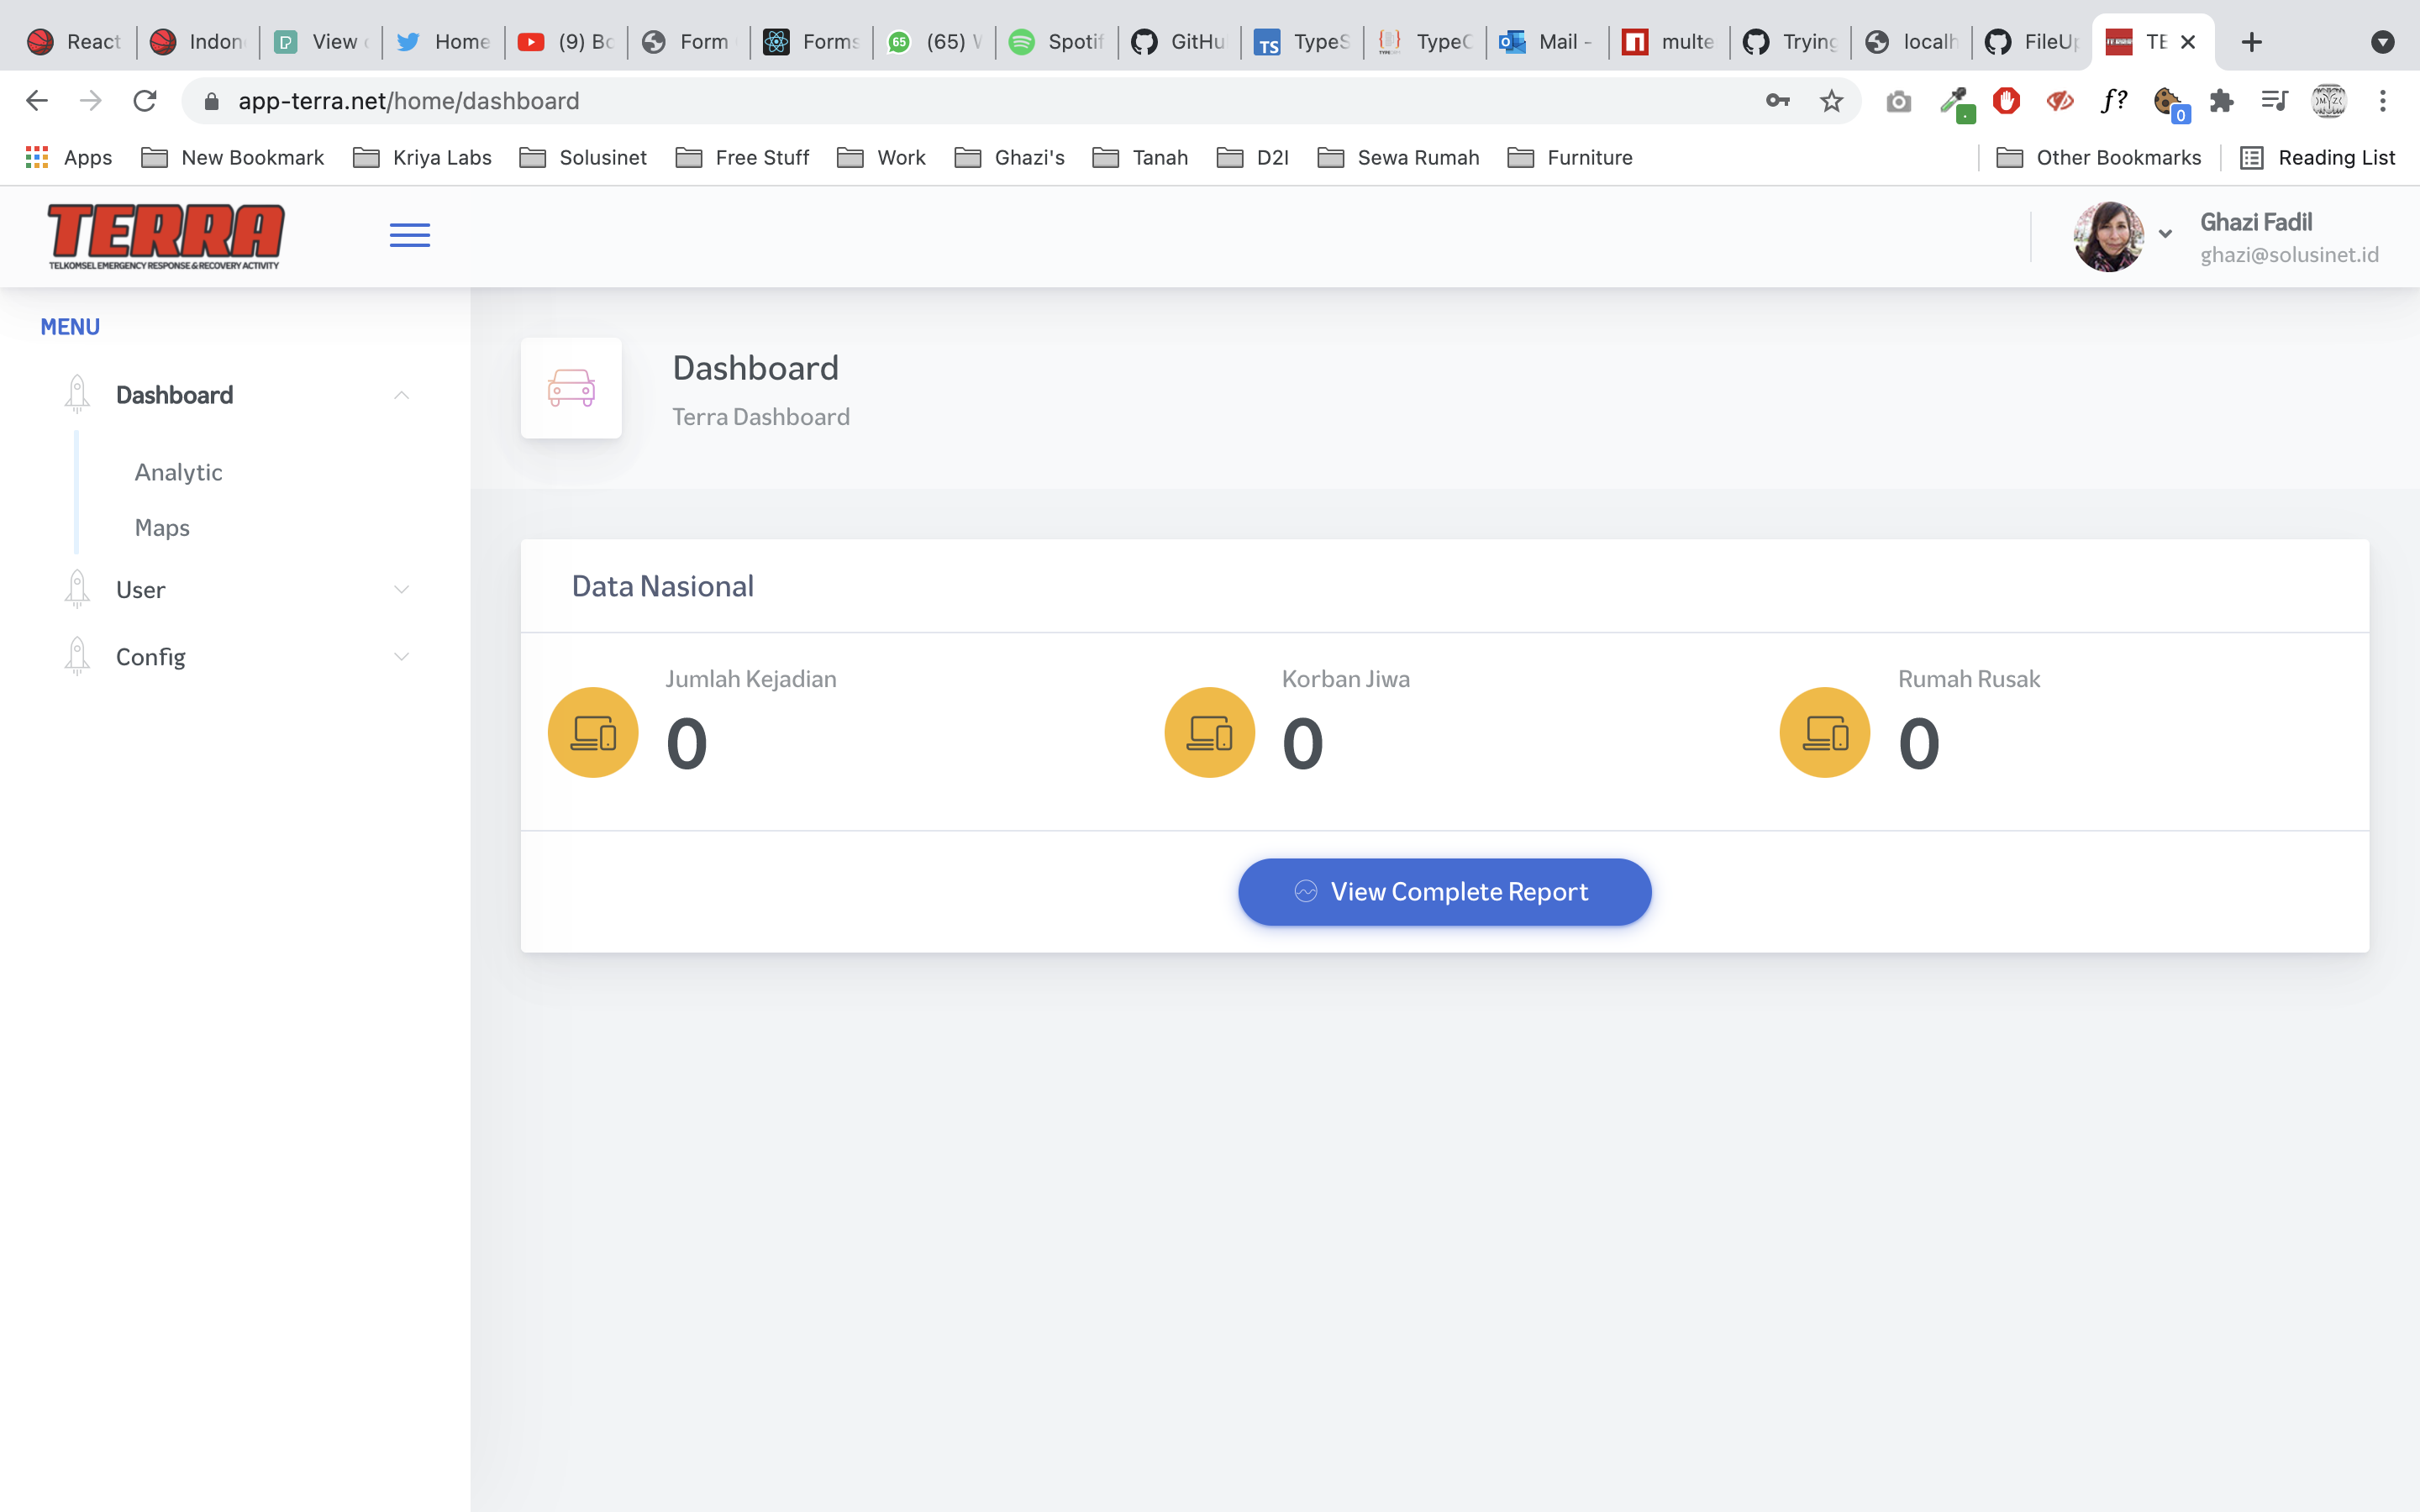 React Indon View Home (9) Bo Form Forms (65) Spotif GitHu TypeS TypeC Mail - multe Trying localh FileUp TE
app-terra.net/home/dashboard
Apps New Bookmark Kriya Labs Solusinet Free Stuff Work Ghazi's Tanah D2I Sewa Rumah Furniture Other Bookmarks Reading List
TERRA
TELKOMSEL EMERGENCY RESPONSE & RECOVERY ACTIVITY
Ghazi Fadil
ghazi@solusinet.id
MENU
Dashboard
Analytic
Maps
User
Config
Dashboard
Terra Dashboard
Data Nasional
Jumlah Kejadian
0
Korban Jiwa
0
Rumah Rusak
0
View Complete Report